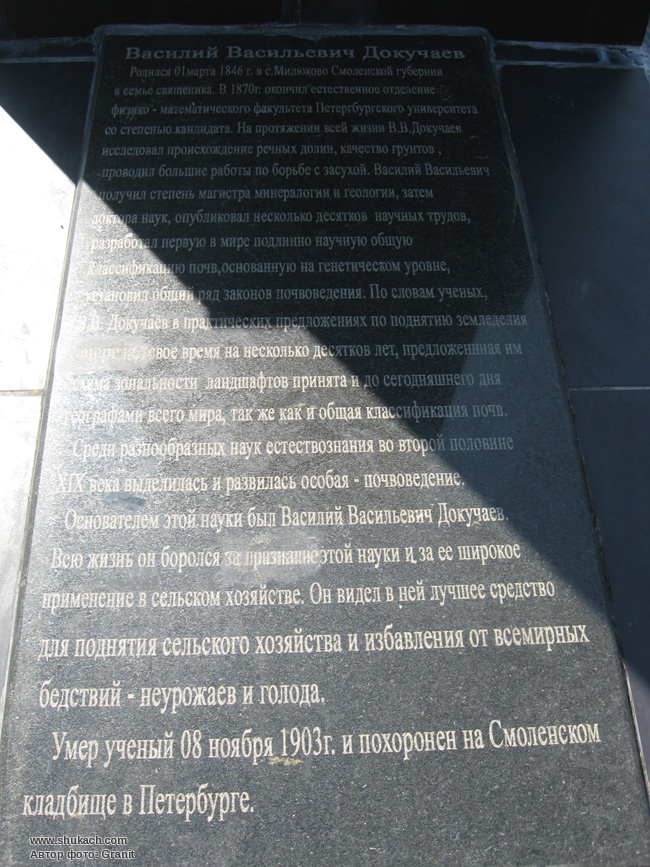 Василий Васильевич Докучаев
Родился 01марта 1846 г. в с.Милюково Смоленской губернии
в семье священика. В 1870г. окончил естественное отделение
физико - математического факультета Петергбургского университета
со степенью кандидата. На протяжении всей жизни В.В.Докучаев
исследовал происхождение речных долин, качество грунтов ,
проводил большие работы по борьбе с засухой. Василий Васильевич
получил степень магистра минералогии и геологии, затем
доктора наук, опубликовал несколько десятков научных трудов,
разработал первую в мире подлинно научную общую
классификацию почв,основанную на генетическом уровне,
установил общий ряд законов почвоведения. По словам ученых,
В.В. Докучаев в практических предложениях по поднятию земледелия
опередил свое время на несколько десятков лет, предложенная им
схема зональности ландшафтов принята и до сегодняшнего дня
географами всего мира, так же как и общая классификация почв.
Среди разнообразных наук естествознания во второй половине
XIX века выделилась и развилась особая - почвоведение.
Основателем этой науки был Василий Васильевич Докучаев.
Всю жизнь он боролся за признание этой науки и за ее широкое
применение в сельском хозяйстве. Он видел в ней лучшее средство
для поднятия сельского хозяйства и избавления от всемирных
бедствий - неурожаев и голода.
Умер ученый 08 ноября 1903г. и похоронен на Смоленском
кладбище в Петербурге.
www.shukach.com
Автор фото: Granit